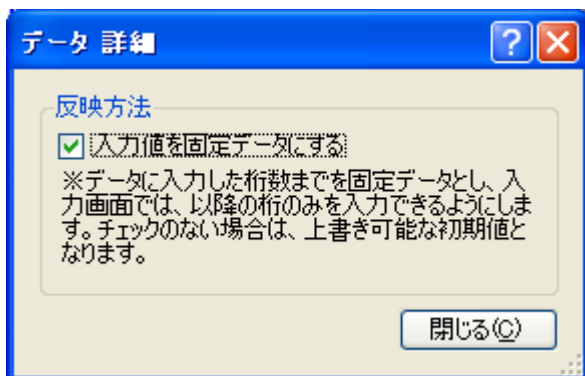 データ 詳細
反映方法
入力値を固定データにする
※データに入力した桁数までを固定データとし、入
力画面では、以降の桁のみを入力できるようにしま
す。チェックのない場合は、上書き可能な初期値と
なります。
閉じる(C)